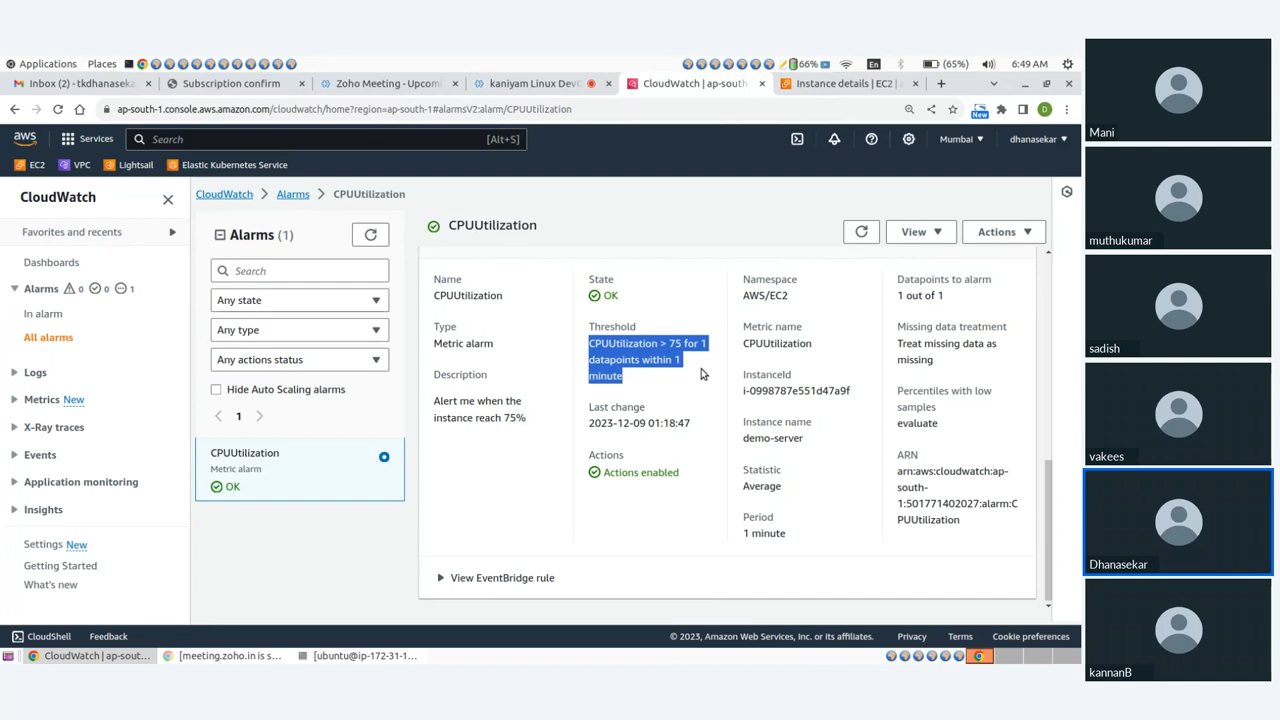 Applications Places 66% En (65%) 6:49 AM
Inbox (2) - tkdhanaseka
Subscription confirm
Zoho Meeting - Upcomi
kaniyam Linux DevO
CloudWatch | ap-south
Instance details | EC2 | a
ap-south-1.console.aws.amazon.com/cloudwatch/home?region=ap-south-1#alarmsV2:alarm/CPUUtilization
New
D
aws Services Search [Alt+S] Mumbai dhanasekar
EC2 VPC Lightsail Elastic Kubernetes Service
CloudWatch
Favorites and recents
Dashboards
Alarms 0 0 1
In alarm
All alarms
Logs
Metrics New
X-Ray traces
Events
Application monitoring
Insights
Settings New
Getting Started
What's new
CloudWatch > Alarms > CPUUtilization
Alarms (1)
Search
Any state
Any type
Any actions status
Hide Auto Scaling alarms
1
CPUUtilization
Metric alarm
OK
CPUUtilization
View
Actions
Name
CPUUtilization
Type
Metric alarm
Description
Alert me when the
instance reach 75%
State
OK
Threshold
CPUUtilization > 75 for 1
datapoints within 1
minute
Last change
2023-12-09 01:18:47
Actions
Actions enabled
Namespace
AWS/EC2
Metric name
CPUUtilization
InstanceId
i-0998787e551d47a9f
Instance name
demo-server
Statistic
Average
Period
1 minute
Datapoints to alarm
1 out of 1
Missing data treatment
Treat missing data as
missing
Percentiles with low
samples
evaluate
ARN
arn:aws:cloudwatch:ap-
south-
1:501771402027:alarm:C
PUUtilization
View EventBridge rule
CloudShell Feedback © 2023, Amazon Web Services, Inc. or its affiliates. Privacy Terms Cookie preferences
CloudWatch | ap-sout... [meeting.zoho.in is s... [ubuntu@ip-172-31-1...
Mani
muthukumar
sadish
vakees
Dhanasekar
kannanB